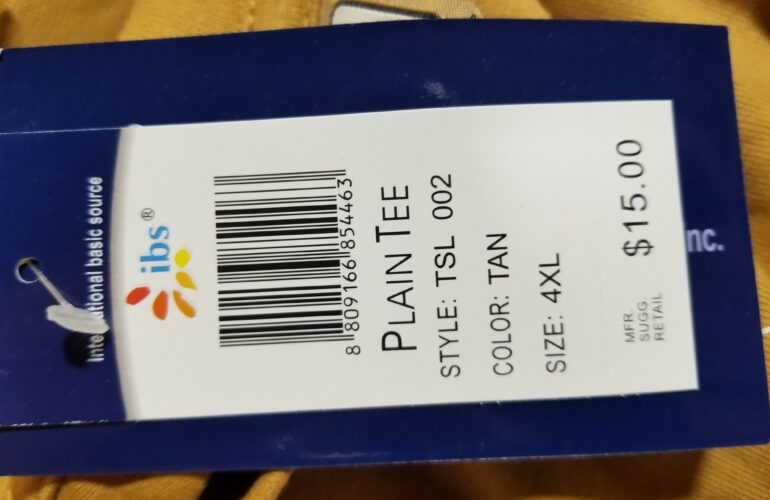 International basic source
ibs®
8 809166 854463
PLAIN TEE
STYLE: TSL 002
COLOR: TAN
SIZE: 4XL
MFR.
SUGG.
RETAIL
$15.00
nc.